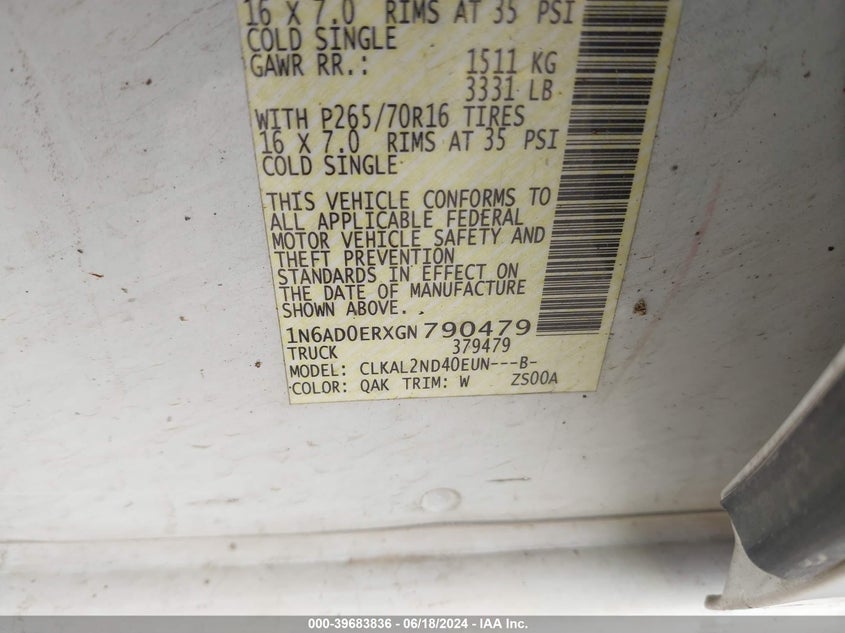 16 X 7.0 RIMS AT 35 PSI
COLD SINGLE
GAWR RR.: 1511 KG
3331 LB
WITH P265/70R16 TIRES
16 X 7.0 RIMS AT 35 PSI
COLD SINGLE
THIS VEHICLE CONFORMS TO
ALL APPLICABLE FEDERAL
MOTOR VEHICLE SAFETY AND
THEFT PREVENTION
STANDARDS IN EFFECT ON
THE DATE OF MANUFACTURE
SHOWN ABOVE.
1N6AD0ERXGN790479
TRUCK 379479
MODEL: CLKAL2ND40EUN---B-
COLOR: QAK TRIM: W ZS00A
000-39683836 - 06/18/2024 - IAA Inc.